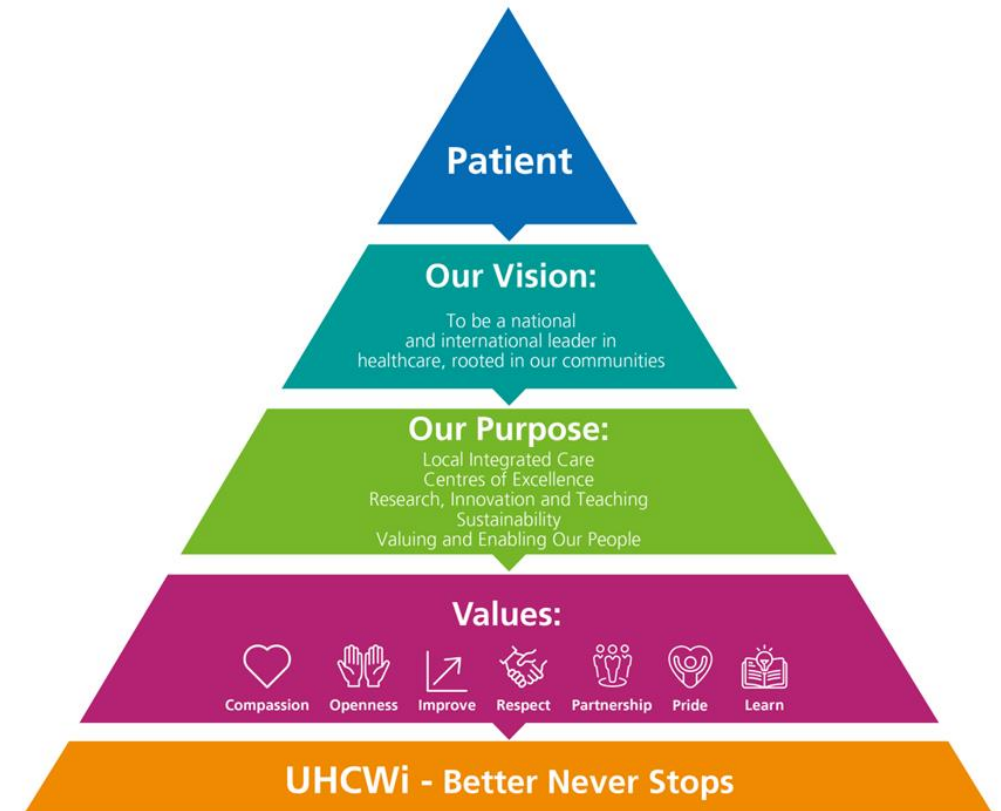 Patient
Our Vision:
To be a national
and international leader in
healthcare, rooted in our communities
Our Purpose:
Local Integrated Care
Centres of Excellence
Research, Innovation and Teaching
Sustainability
Valuing and Enabling Our People
Values:
Compassion Openness Improve Respect Partnership Pride Learn
UHCWi - Better Never Stops